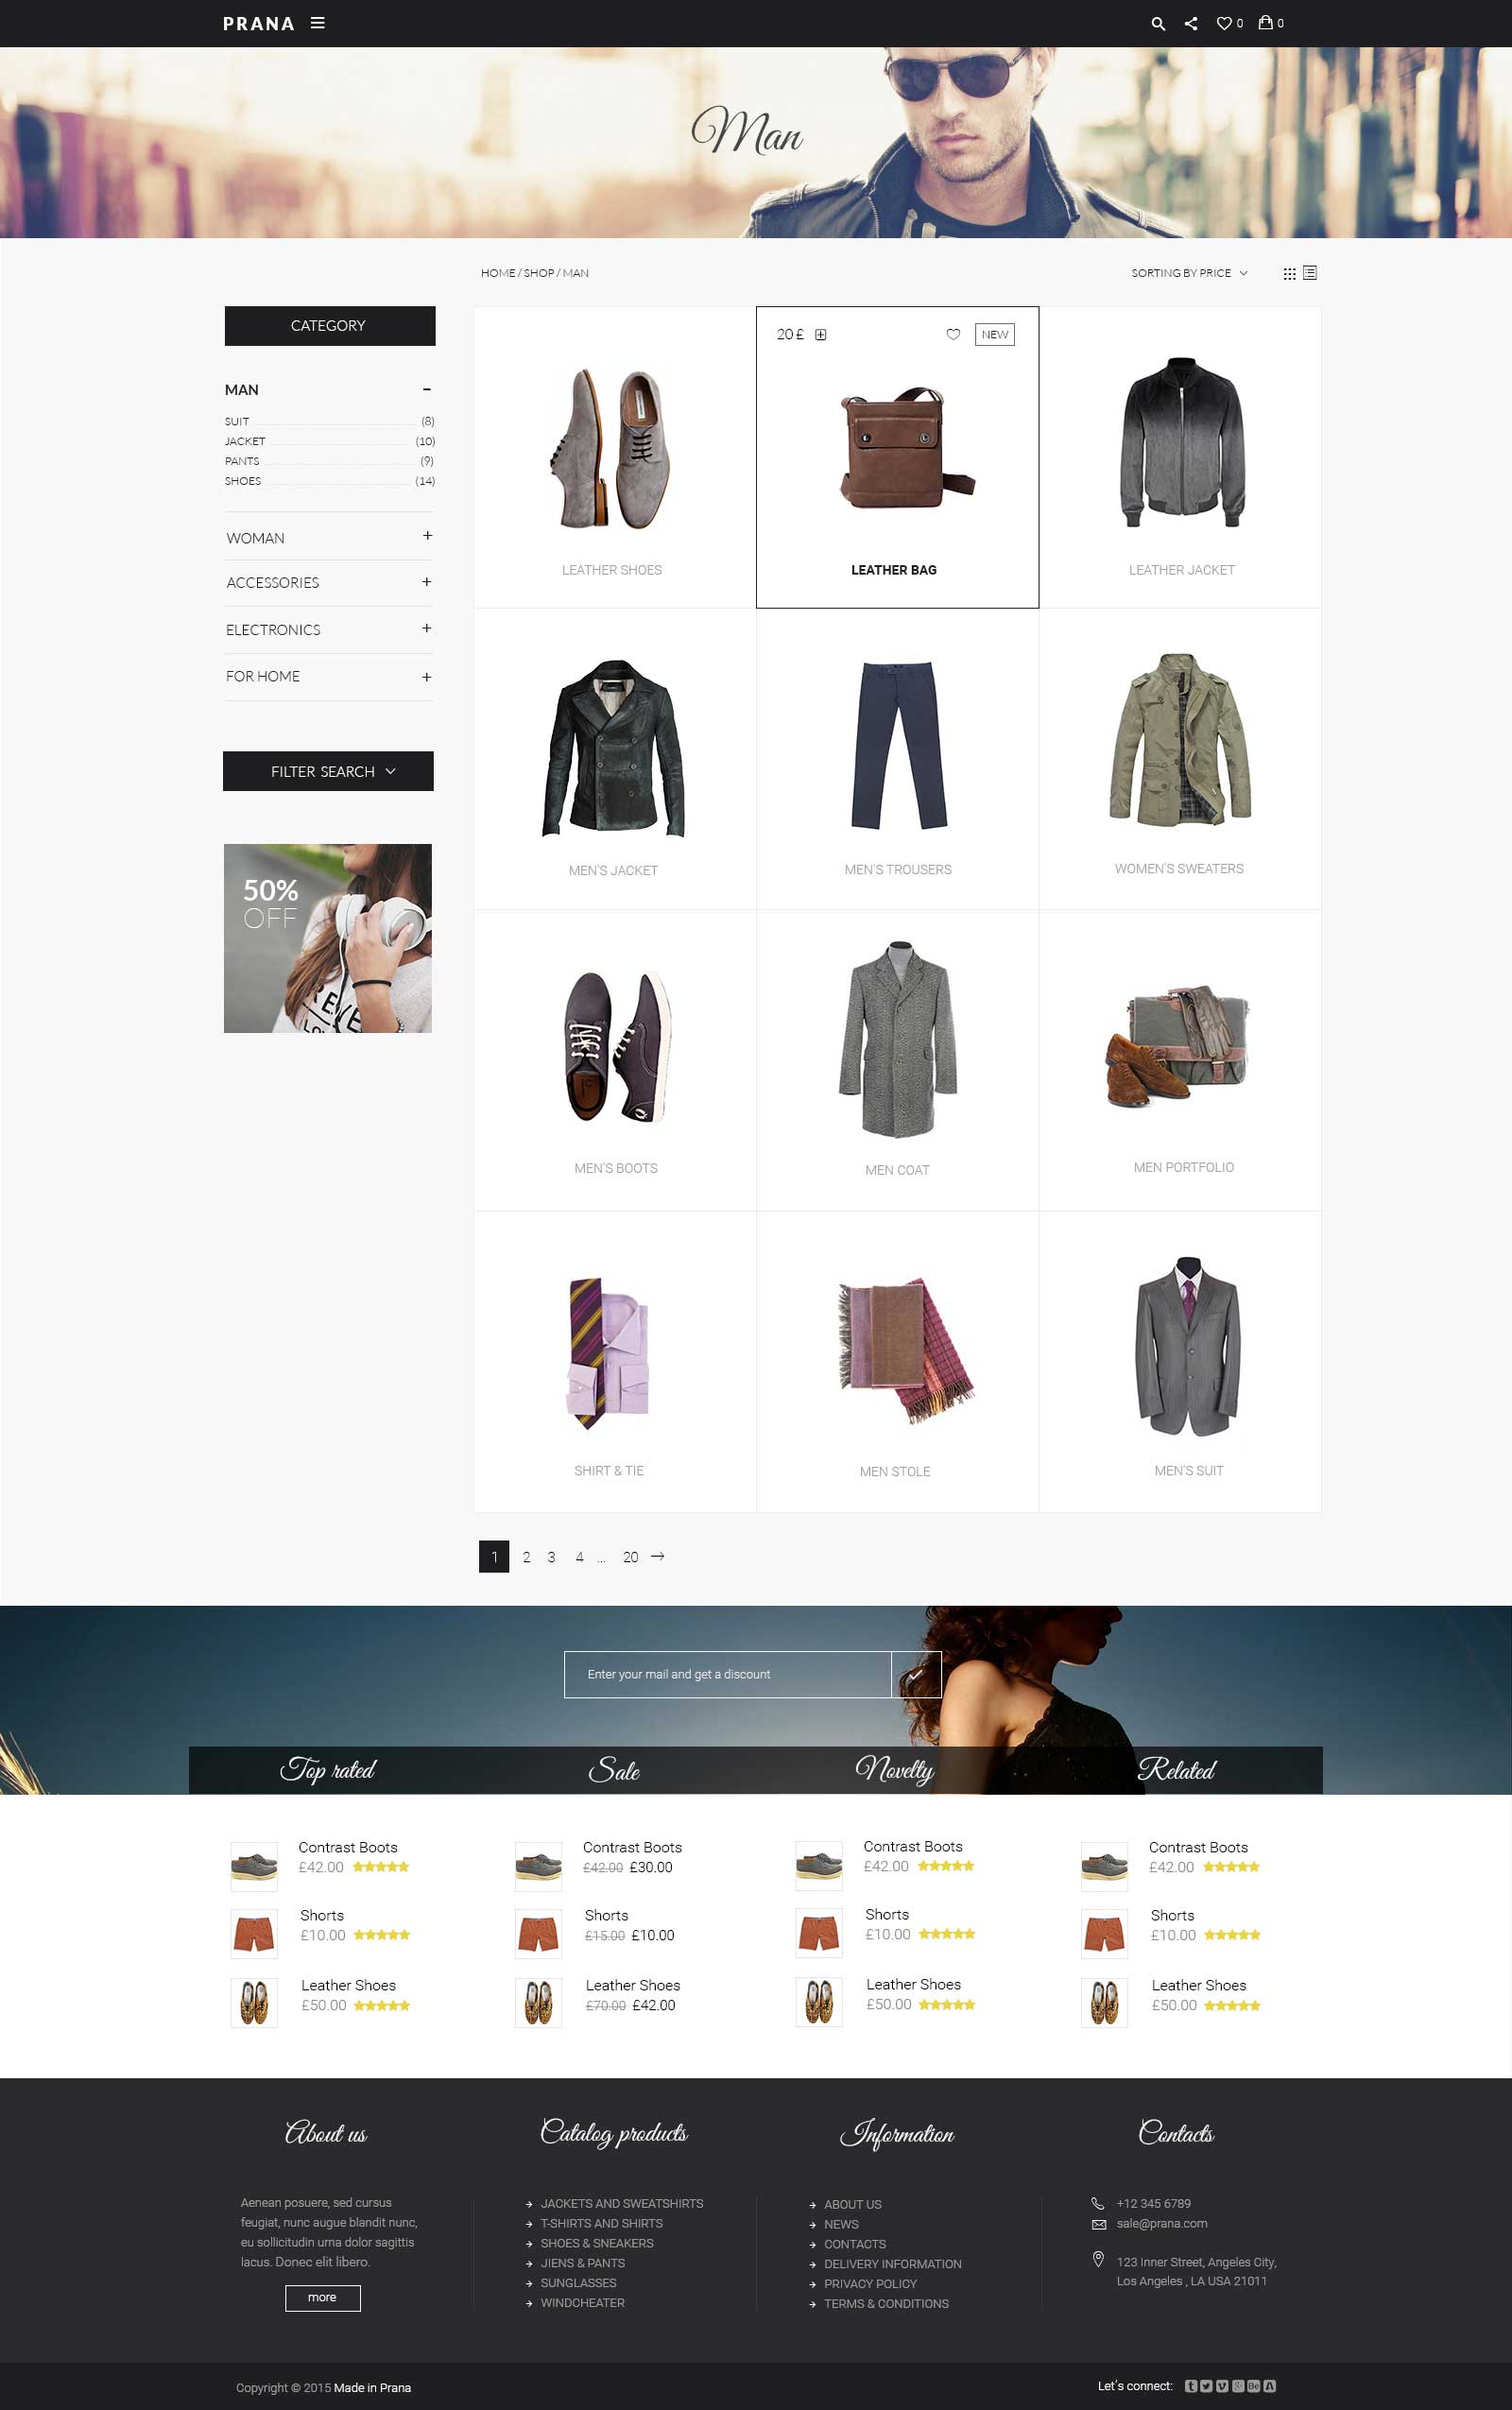 PRANA
0 0
Man
HOME / SHOP / MAN
SORTING BY PRICE
CATEGORY
MAN
SUIT (8)
JACKET (10)
PANTS (9)
SHOES (14)
WOMAN +
ACCESSORIES +
ELECTRONICS +
FOR HOME +
FILTER SEARCH
50%
OFF
20 £ NEW
LEATHER SHOES
LEATHER BAG
LEATHER JACKET
MEN'S JACKET
MEN'S TROUSERS
WOMEN'S SWEATERS
MEN'S BOOTS
MEN COAT
MEN PORTFOLIO
SHIRT & TIE
MEN STOLE
MEN'S SUIT
1 2 3 4 ... 20
Enter your mail and get a discount
Top rated
Sale
Novelty
Related
Contrast Boots
£42.00
Shorts
£10.00
Leather Shoes
£50.00
Contrast Boots
£42.00 £30.00
Shorts
£15.00 £10.00
Leather Shoes
£70.00 £42.00
Contrast Boots
£42.00
Shorts
£10.00
Leather Shoes
£50.00
Contrast Boots
£42.00
Shorts
£10.00
Leather Shoes
£50.00
About us
Aenean posuere, sed cursus
feugiat, nunc augue blandit nunc,
eu sollicitudin urna dolor sagittis
lacus. Donec elit libero.
more
Catalog products
JACKETS AND SWEATSHIRTS
T-SHIRTS AND SHIRTS
SHOES & SNEAKERS
JIENS & PANTS
SUNGLASSES
WINDCHEATER
Information
ABOUT US
NEWS
CONTACTS
DELIVERY INFORMATION
PRIVACY POLICY
TERMS & CONDITIONS
Contacts
+12 345 6789
sale@prana.com
123 Inner Street, Angeles City,
Los Angeles , LA USA 21011
Copyright © 2015 Made in Prana
Let's connect: